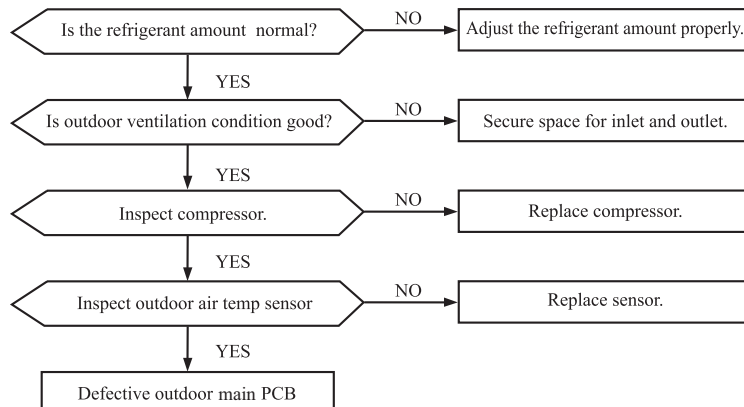 Is the refrigerant amount normal?
NO
Adjust the refrigerant amount properly.
YES
Is outdoor ventilation condition good?
NO
Secure space for inlet and outlet.
YES
Inspect compressor.
NO
Replace compressor.
YES
Inspect outdoor air temp sensor
NO
Replace sensor.
YES
Defective outdoor main PCB